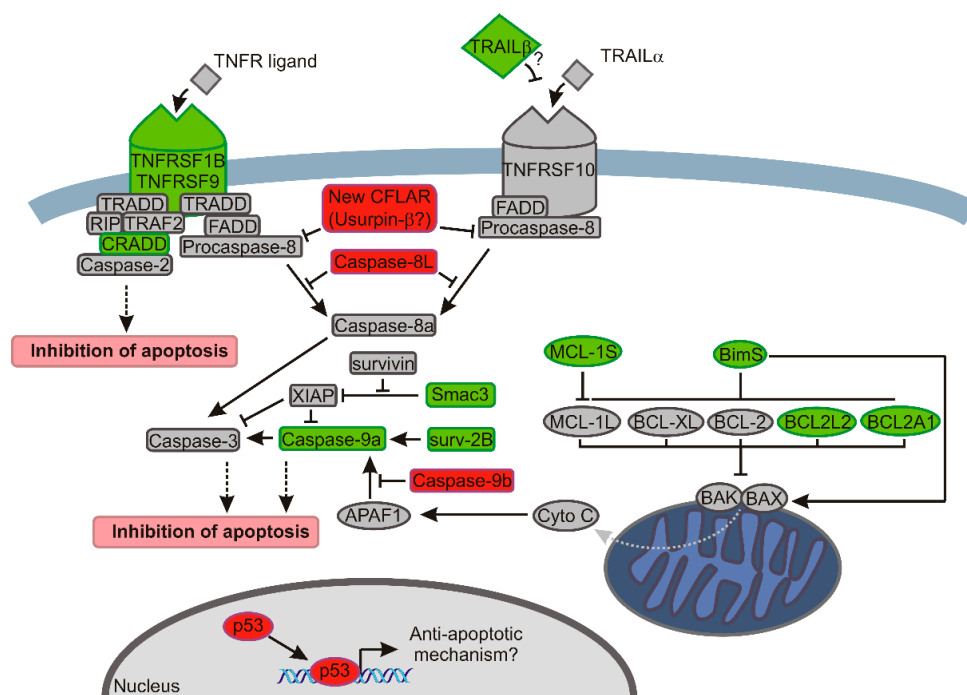 TNFR ligand
TRAILβ
?
TRAILα
TNFRSF1B
TNFRSF9
TNFRSF10
TRADD
TRADD
RIP
TRAF2
FADD
CRADD
Procaspase-8
Caspase-2
New CFLAR
(Usurpin-β?)
FADD
Procaspase-8
Caspase-8L
Caspase-8a
Inhibition of apoptosis
survivin
XIAP
Smac3
Caspase-3
Caspase-9a
surv-2B
Caspase-9b
APAF1
Cyto C
Inhibition of apoptosis
MCL-1S
BimS
MCL-1L
BCL-XL
BCL-2
BCL2L2
BCL2A1
BAK
BAX
p53
p53
Anti-apoptotic
mechanism?
Nucleus